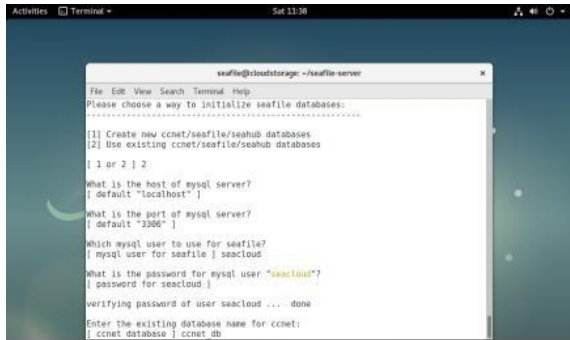 Activities Terminal Sat 11:38
seafile@cloudstorage: ~/seafile-server
File Edit View Search Terminal Help
Please choose a way to initialize seafile databases:
-------------------------------------------------------
[1] Create new ccnet/seafile/seahub databases
[2] Use existing ccnet/seafile/seahub databases
[ 1 or 2 ] 2
What is the host of mysql server?
[ default "localhost" ]
What is the port of mysql server?
[ default "3306" ]
Which mysql user to use for seafile?
[ mysql user for seafile ] seacloud
What is the password for mysql user "seacloud"?
[ password for seacloud ]
verifying password of user seacloud ... done
Enter the existing database name for ccnet:
[ ccnet database ] ccnet_db